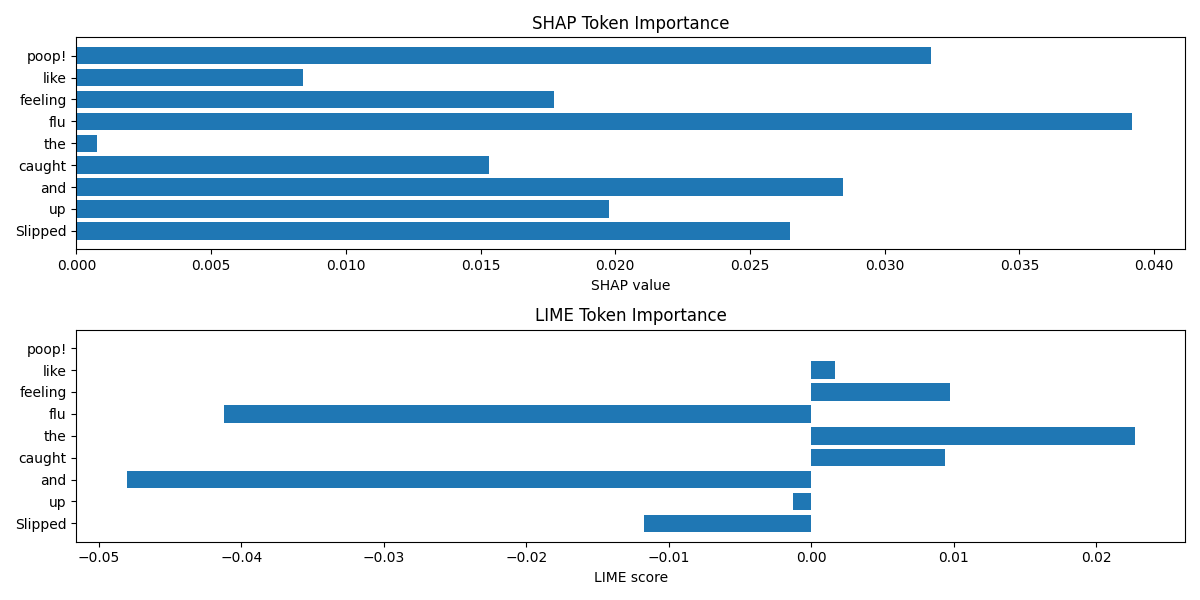 SHAP Token Importance
poop!
like
feeling
flu
the
caught
and
up
Slipped
0.000 0.005 0.010 0.015 0.020 0.025 0.030 0.035 0.040
SHAP value
LIME Token Importance
poop!
like
feeling
flu
the
caught
and
up
Slipped
−0.05 −0.04 −0.03 −0.02 −0.01 0.00 0.01 0.02
LIME score